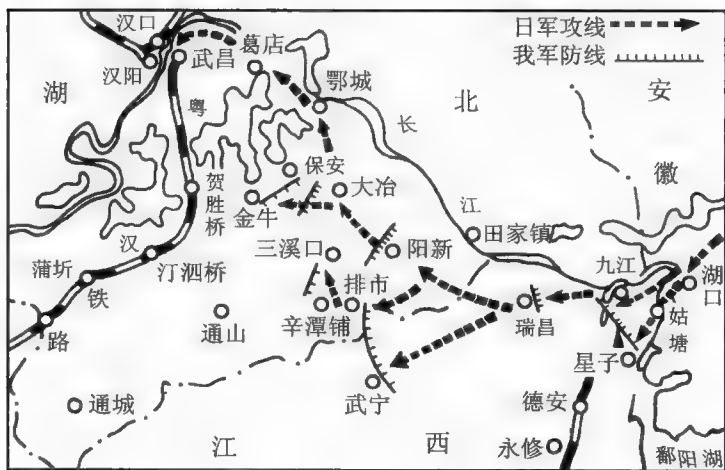 日军攻线
我军防线
汉口
汉阳
武昌
葛店
鄂城
湖
北
安
徽
粤
汉
铁
路
长
江
保安
大冶
贺胜桥
金牛
三溪口
阳新
田家镇
九江
湖口
蒲圻
汀泗桥
排市
辛潭铺
瑞昌
姑塘
通山
星子
武宁
德安
通城
江
西
永修
鄱阳湖